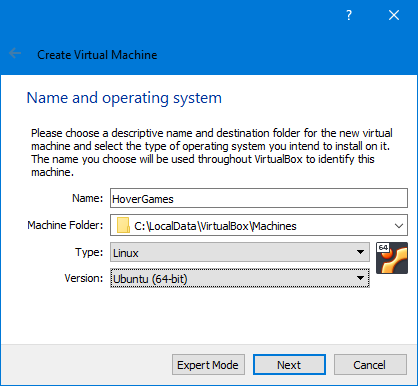 ?
Create Virtual Machine
Name and operating system
Please choose a descriptive name and destination folder for the new virtual
machine and select the type of operating system you intend to install on it.
The name you choose will be used throughout VirtualBox to identify this
machine.
Name: HoverGames
Machine Folder: C:\LocalData\VirtualBox\Machines
Type: Linux
64
Version: Ubuntu (64-bit)
Expert Mode Next Cancel